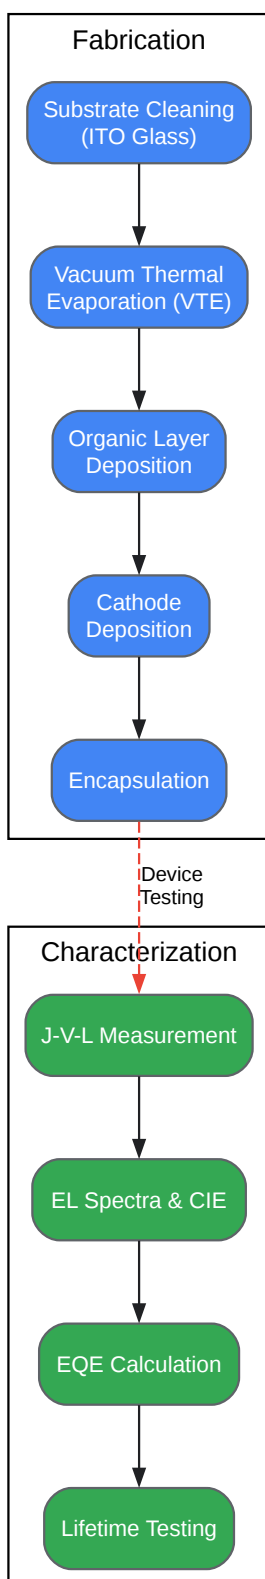 Fabrication
Substrate Cleaning
(ITO Glass)
Vacuum Thermal
Evaporation (VTE)
Organic Layer
Deposition
Cathode
Deposition
Encapsulation
Device
Testing
Characterization
J-V-L Measurement
EL Spectra & CIE
EQE Calculation
Lifetime Testing